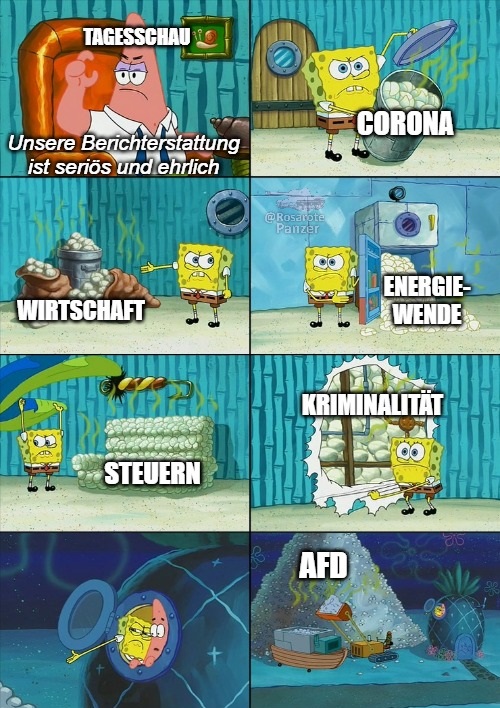 TAGESSCHAU
Unsere Berichterstattung
ist seriös und ehrlich
CORONA
WIRTSCHAFT
@Rosarote
Panzer
ENERGIE-
WENDE
STEUERN
KRIMINALITÄT
AFD